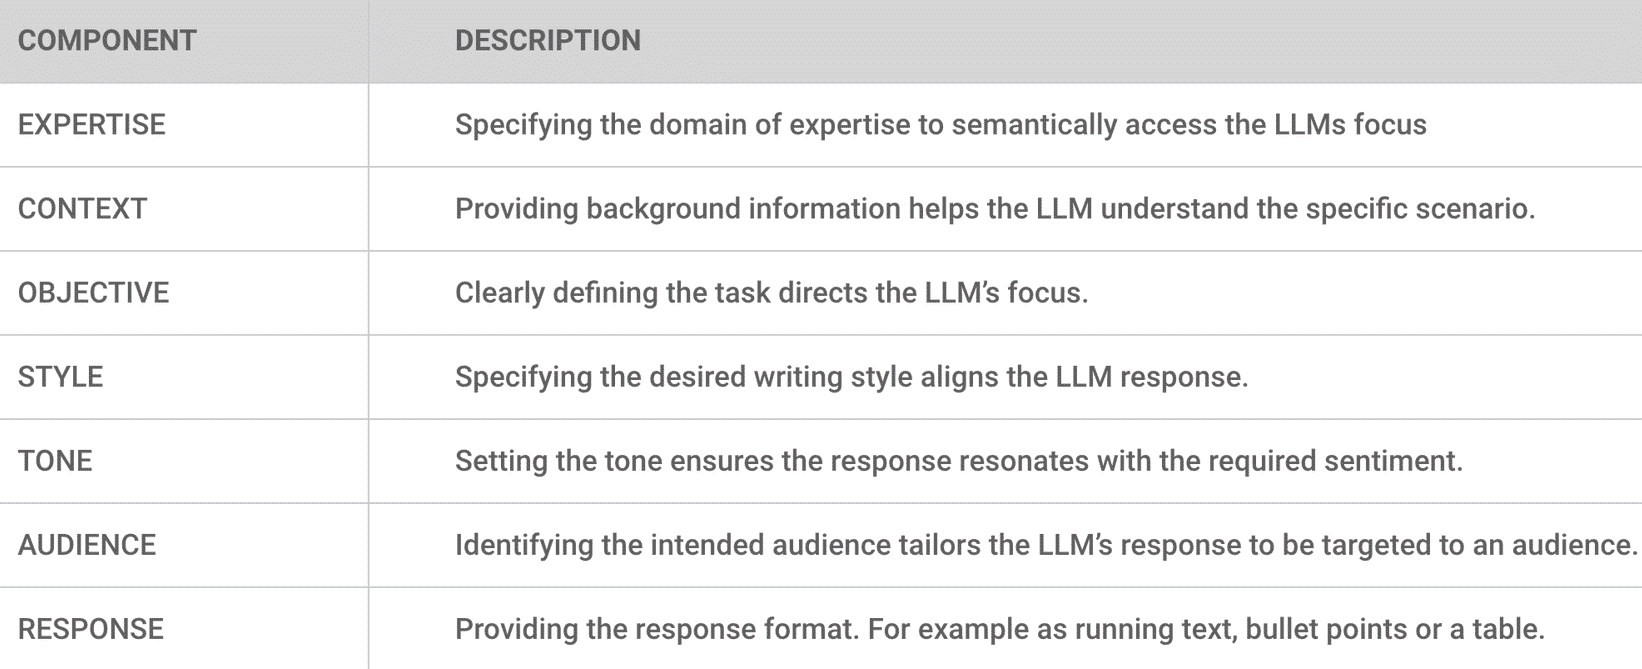 COMPONENT DESCRIPTION
EXPERTISE Specifying the domain of expertise to semantically access the LLMs focus
CONTEXT Providing background information helps the LLM understand the specific scenario.
OBJECTIVE Clearly defining the task directs the LLM’s focus.
STYLE Specifying the desired writing style aligns the LLM response.
TONE Setting the tone ensures the response resonates with the required sentiment.
AUDIENCE Identifying the intended audience tailors the LLM’s response to be targeted to an audience.
RESPONSE Providing the response format. For example as running text, bullet points or a table.